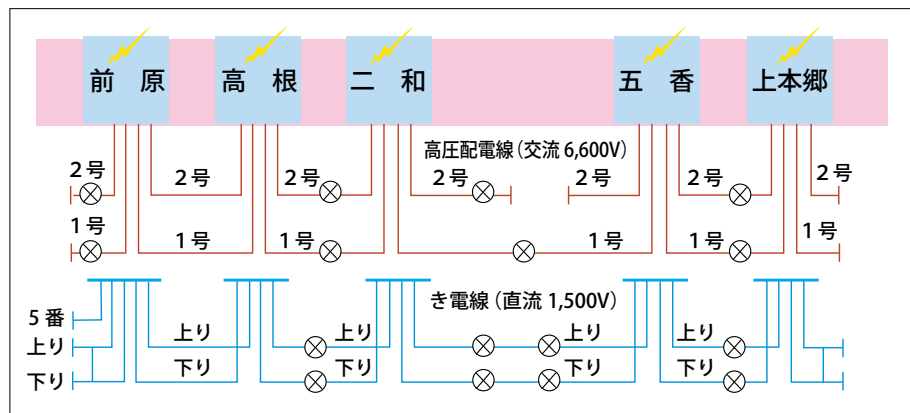 前 原 高 根 二 和 五 香 上本郷
高圧配電線（交流 6,600V）
2号 2号 2号 2号 2号 2号 2号
1号 1号 1号 1号 1号 1号
き電線（直流 1,500V）
5番
上り 上り 上り 上り 上り
下り 下り 下り 下り 下り